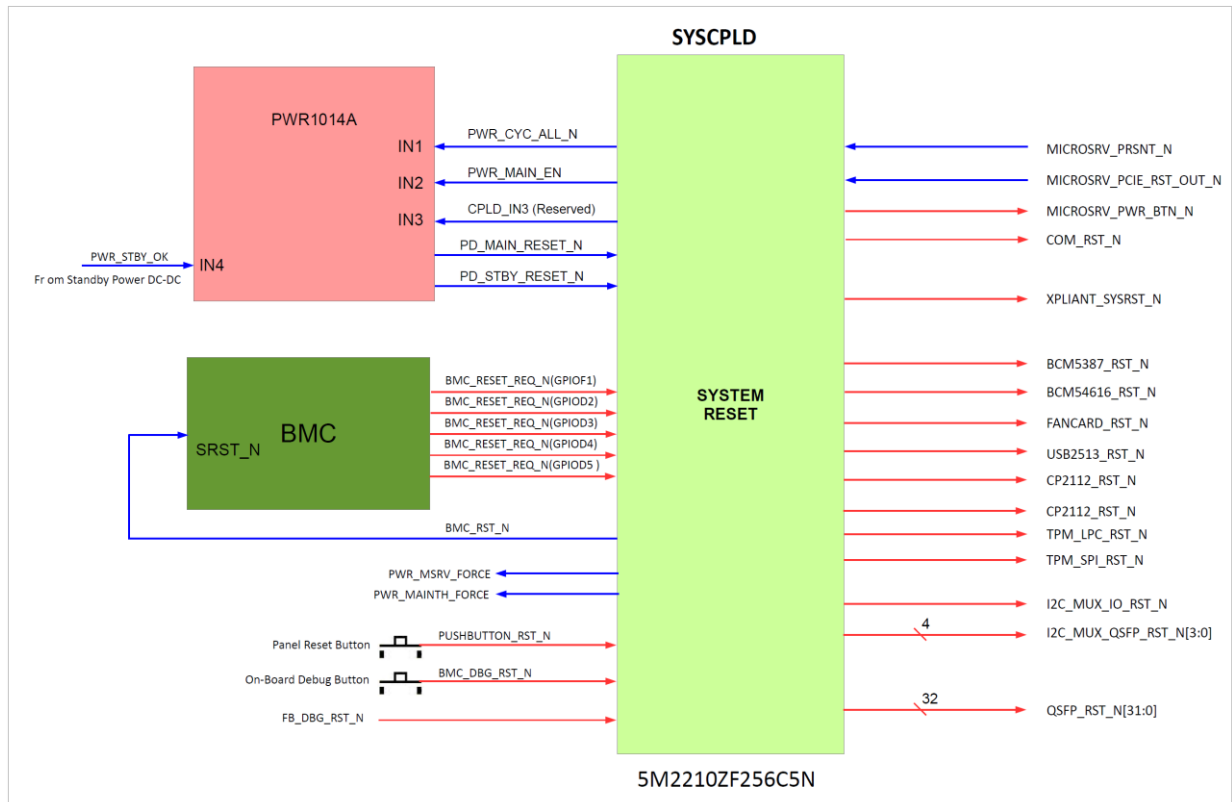 SYSCPLD
PWR1014A
IN1
IN2
IN3
IN4
PWR_STBY_OK
Fr om Standby Power DC-DC
PWR_CYC_ALL_N
PWR_MAIN_EN
CPLD_IN3 (Reserved)
PD_MAIN_RESET_N
PD_STBY_RESET_N
BMC
SRST_N
BMC_RESET_REQ_N(GPIOF1)
BMC_RESET_REQ_N(GPIOD2)
BMC_RESET_REQ_N(GPIOD3)
BMC_RESET_REQ_N(GPIOD4)
BMC_RESET_REQ_N(GPIOD5 )
BMC_RST_N
PWR_MSRV_FORCE
PWR_MAINTH_FORCE
Panel Reset Button
PUSHBUTTON_RST_N
On-Board Debug Button
BMC_DBG_RST_N
FB_DBG_RST_N
SYSTEM
RESET
5M2210ZF256C5N
MICROSRV_PRSNT_N
MICROSRV_PCIE_RST_OUT_N
MICROSRV_PWR_BTN_N
COM_RST_N
XPLIANT_SYSRST_N
BCM5387_RST_N
BCM54616_RST_N
FANCARD_RST_N
USB2513_RST_N
CP2112_RST_N
CP2112_RST_N
TPM_LPC_RST_N
TPM_SPI_RST_N
I2C_MUX_IO_RST_N
4
I2C_MUX_QSFP_RST_N[3:0]
32
QSFP_RST_N[31:0]